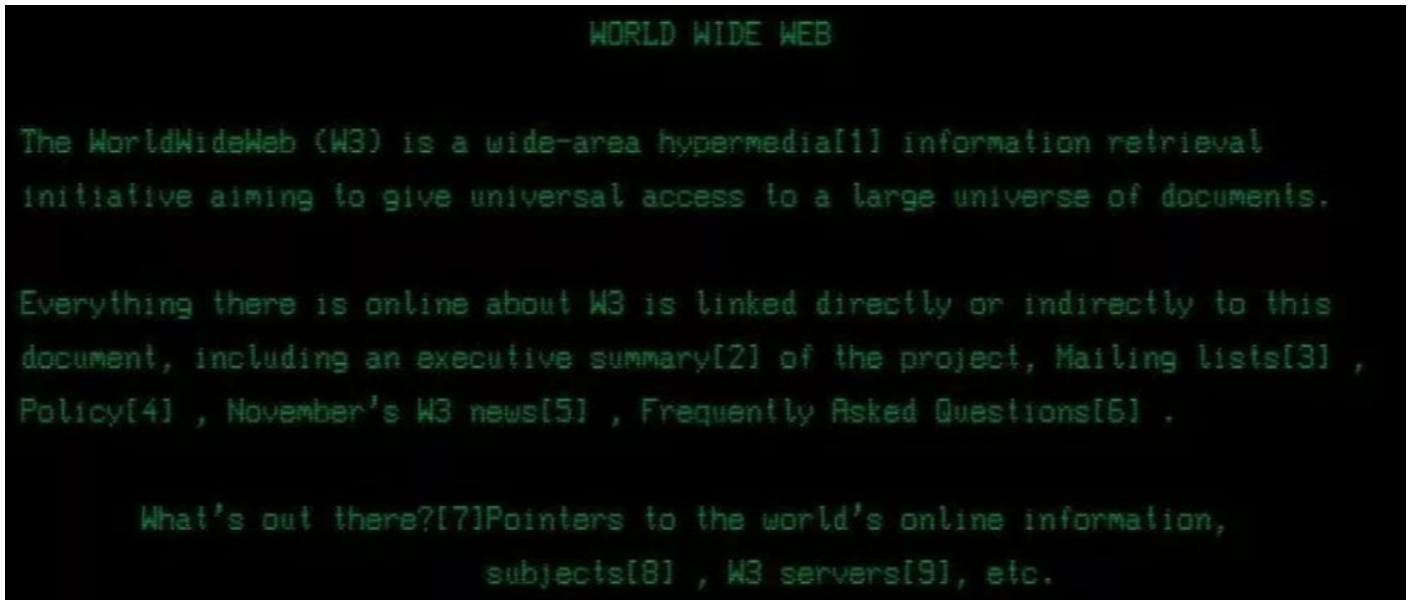 WORLD WIDE WEB
The WorldWideWeb (W3) is a wide-area hypermedia[1] information retrieval
initiative aiming to give universal access to a large universe of documents.
Everything there is online about W3 is linked directly or indirectly to this
document, including an executive summary[2] of the project, Mailing lists[3] ,
Policy[4] , November's W3 news[5] , Frequently Asked Questions[6] .
What's out there?[7]Pointers to the world's online information,
subjects[8] , W3 servers[9], etc.